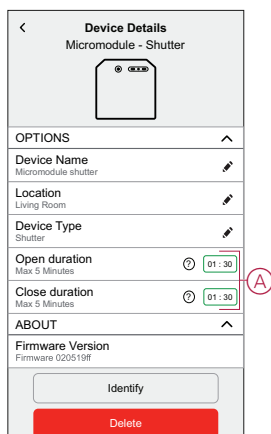 Device Details
Micromodule - Shutter
OPTIONS
Device Name
Micromodule shutter
Location
Living Room
Device Type
Shutter
Open duration
Max 5 Minutes
? 01 : 30
Close duration
Max 5 Minutes
? 01 : 30
A
ABOUT
Firmware Version
Firmware 020519ff
Identify
Delete